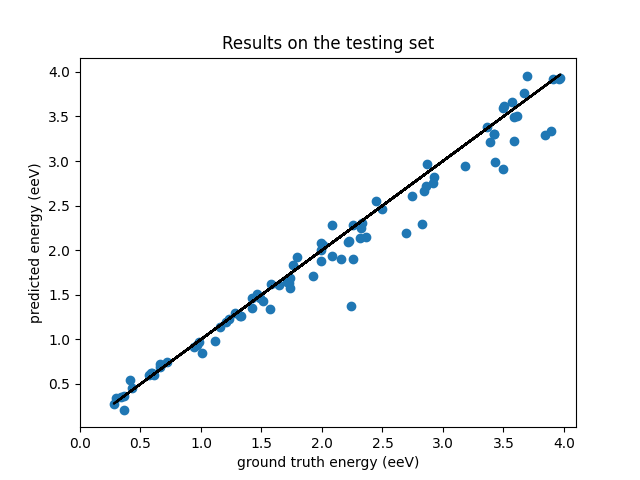 Results on the testing set
4.0
3.5
3.0
2.5
2.0
1.5
1.0
0.5
predicted energy (eeV)
0.0 0.5 1.0 1.5 2.0 2.5 3.0 3.5 4.0
ground truth energy (eeV)